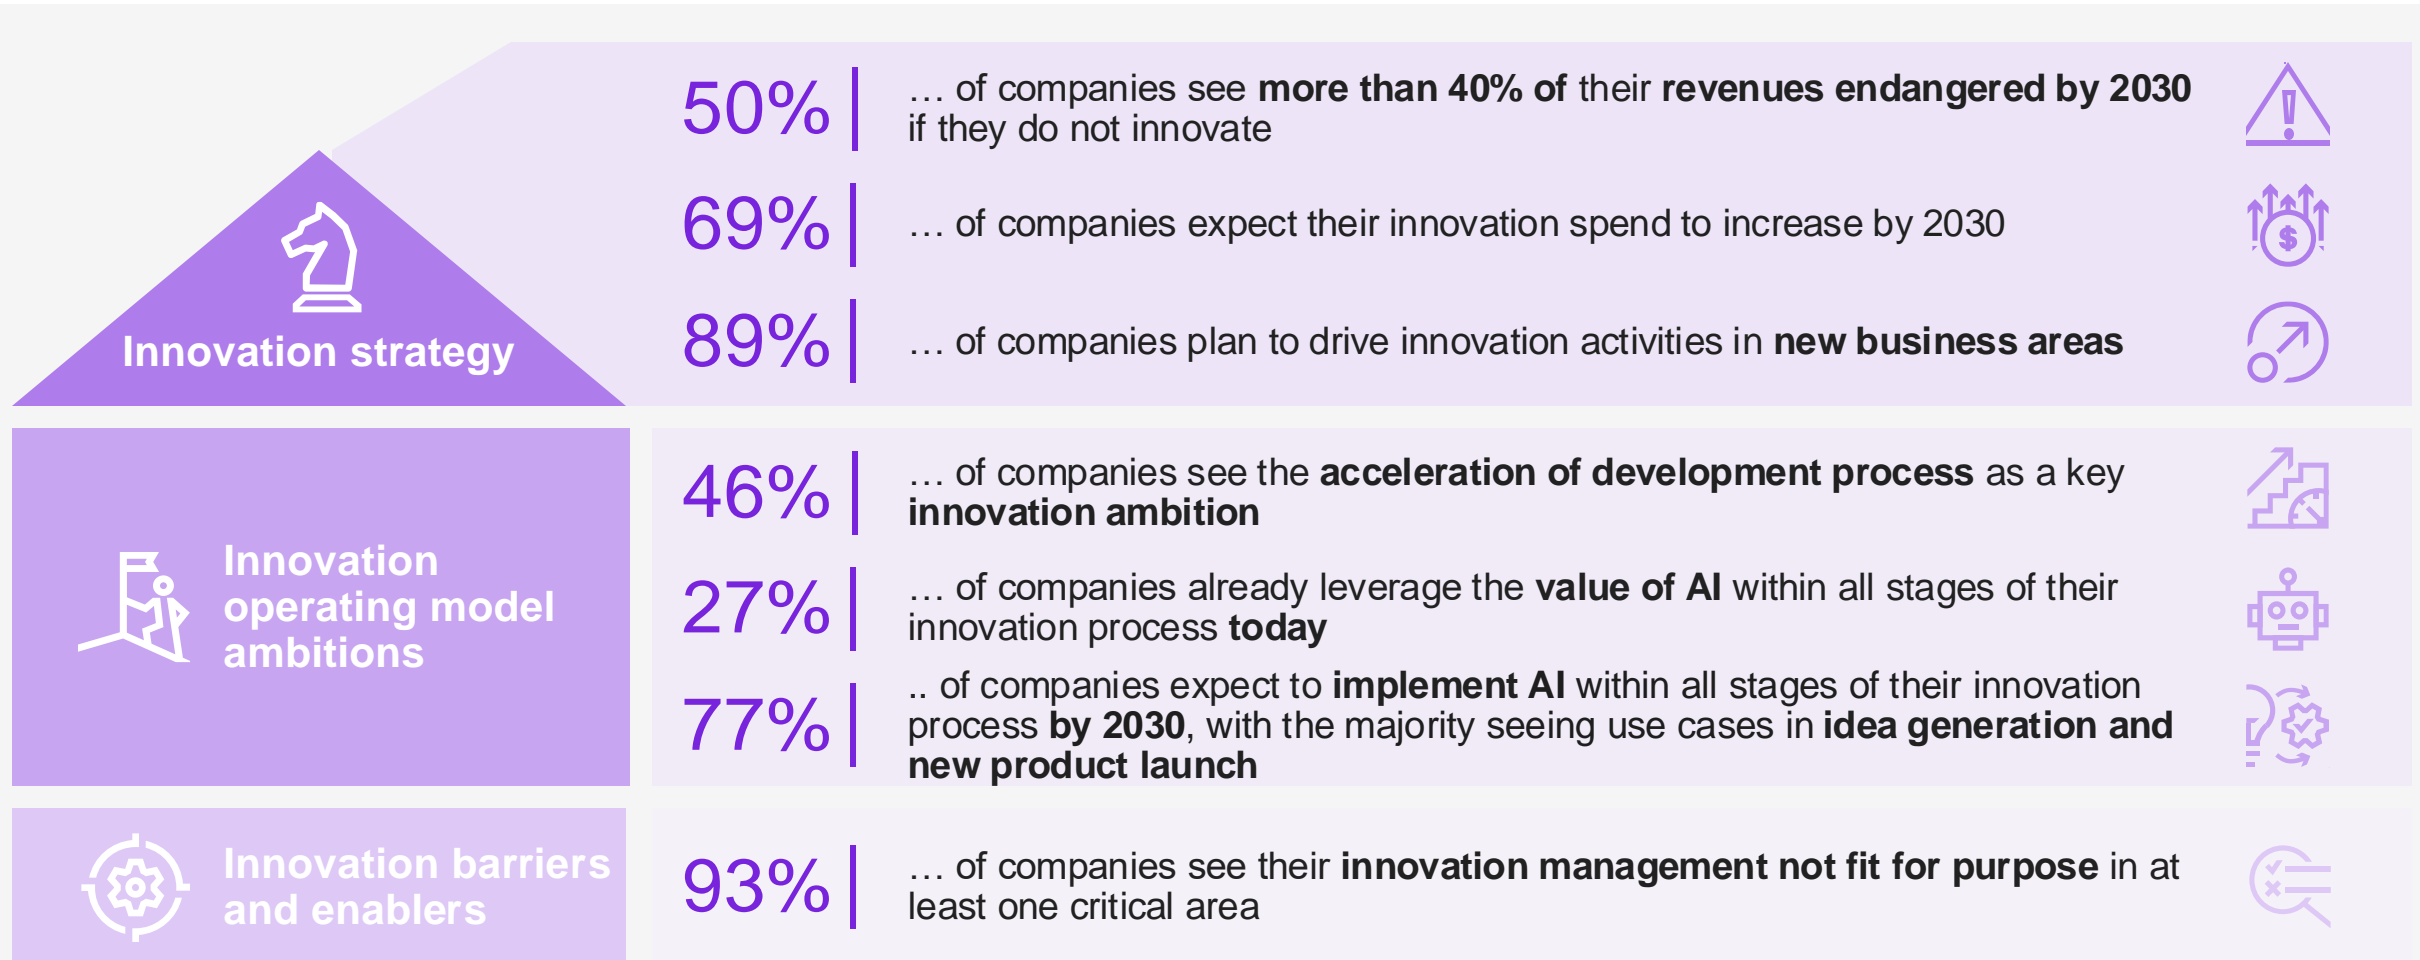 50%
… of companies see more than 40% of their revenues endangered by 2030
if they do not innovate
69%
… of companies expect their innovation spend to increase by 2030
89%
… of companies plan to drive innovation activities in new business areas
Innovation strategy
46%
… of companies see the acceleration of development process as a key
innovation ambition
27%
… of companies already leverage the value of AI within all stages of their
innovation process today
77%
.. of companies expect to implement AI within all stages of their innovation
process by 2030, with the majority seeing use cases in idea generation and
new product launch
Innovation
operating model
ambitions
93%
… of companies see their innovation management not fit for purpose in at
least one critical area
Innovation barriers
and enablers